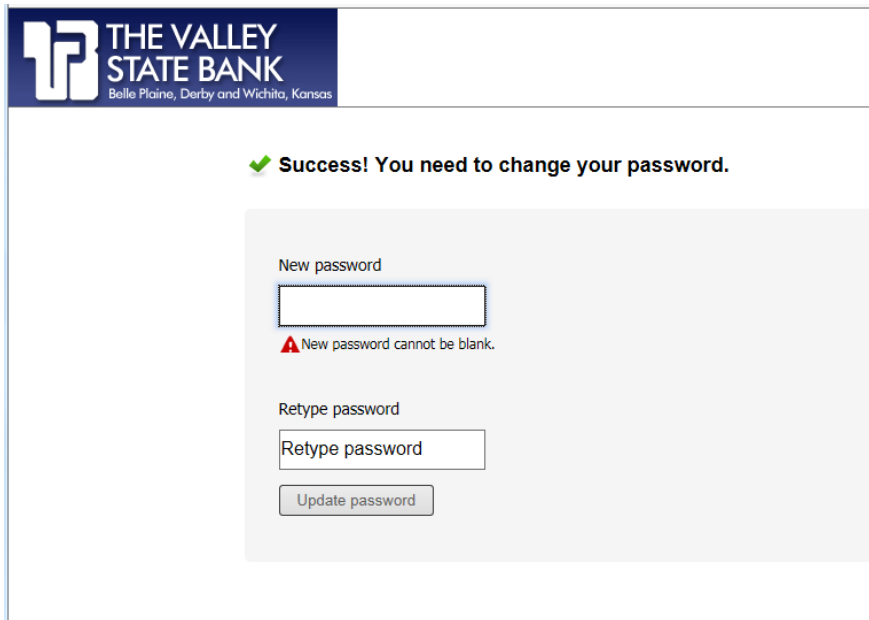 THE VALLEY
STATE BANK
Belle Plaine, Derby and Wichita, Kansas
Success! You need to change your password.
New password
New password cannot be blank.
Retype password
Retype password
Update password